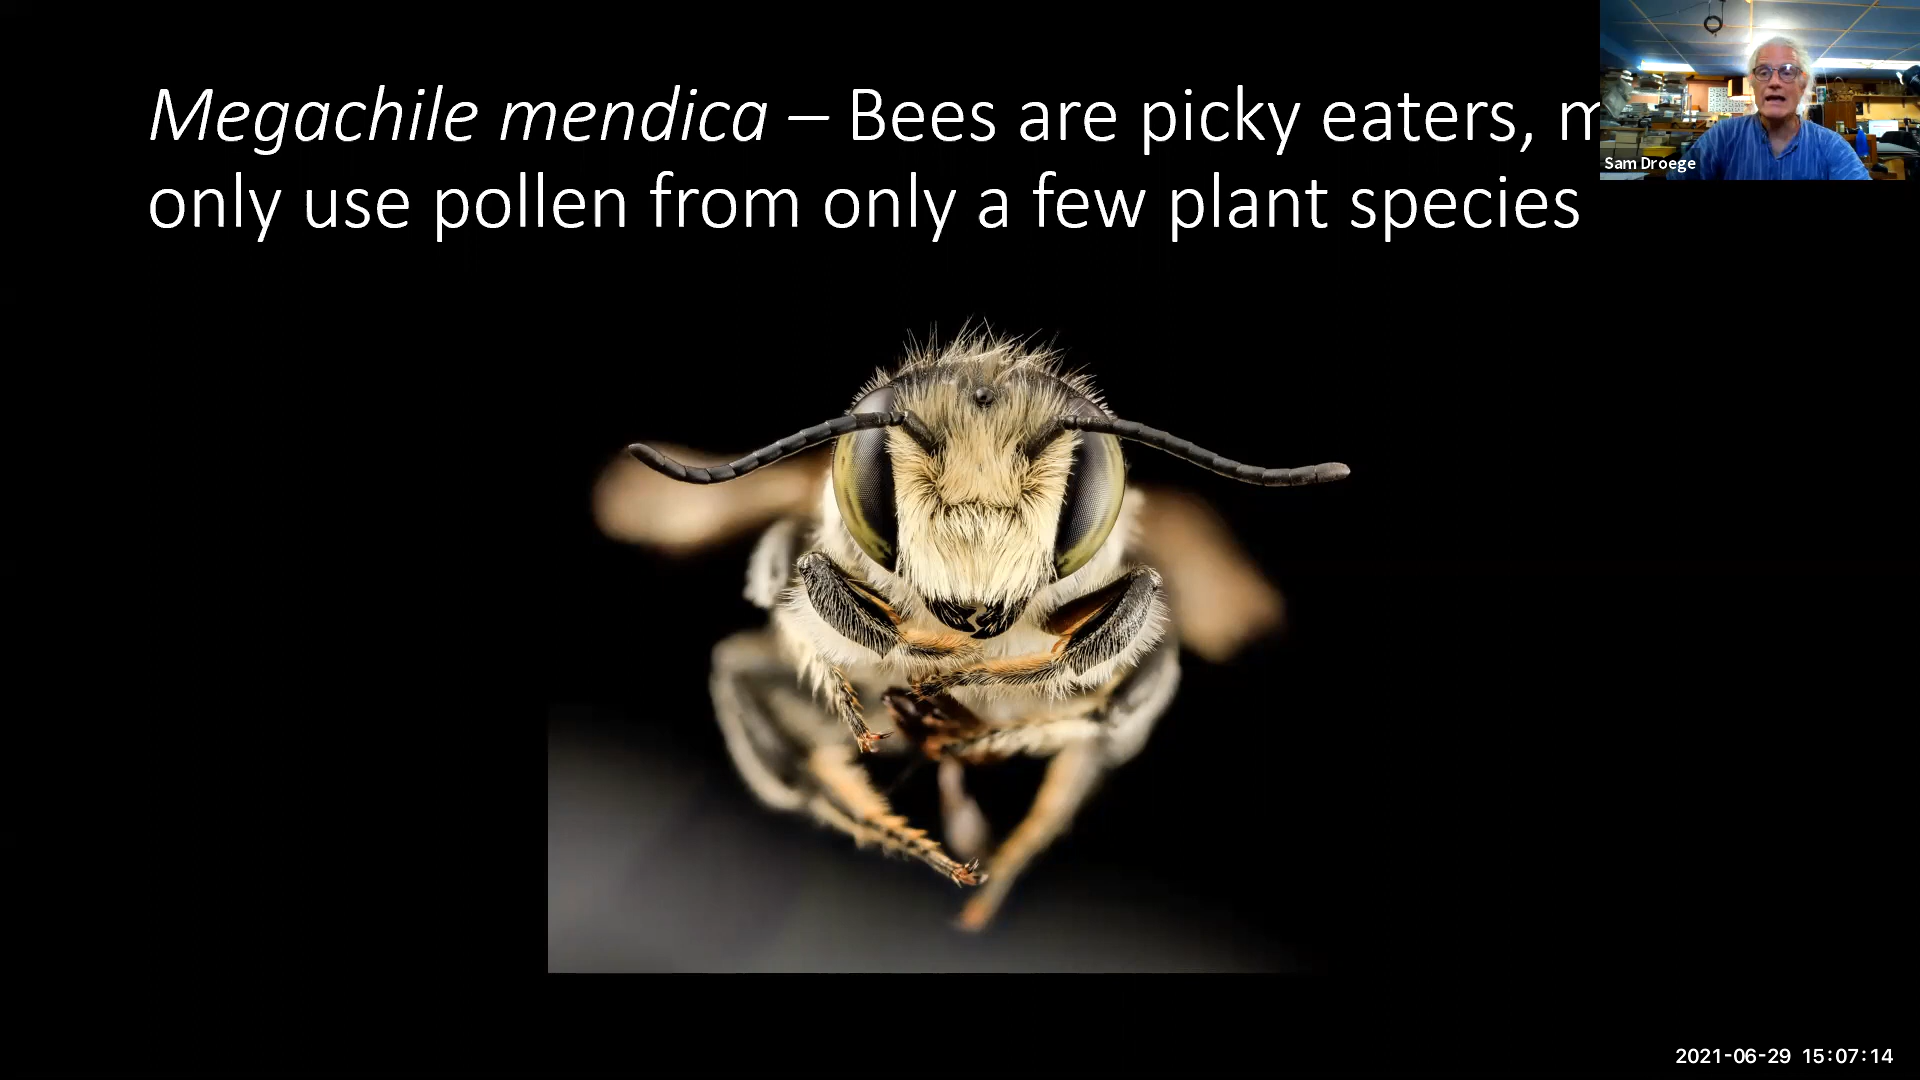 Megachile mendica – Bees are picky eaters,
only use pollen from only a few plant species
Sam Droege
2021-06-29 15:07:14